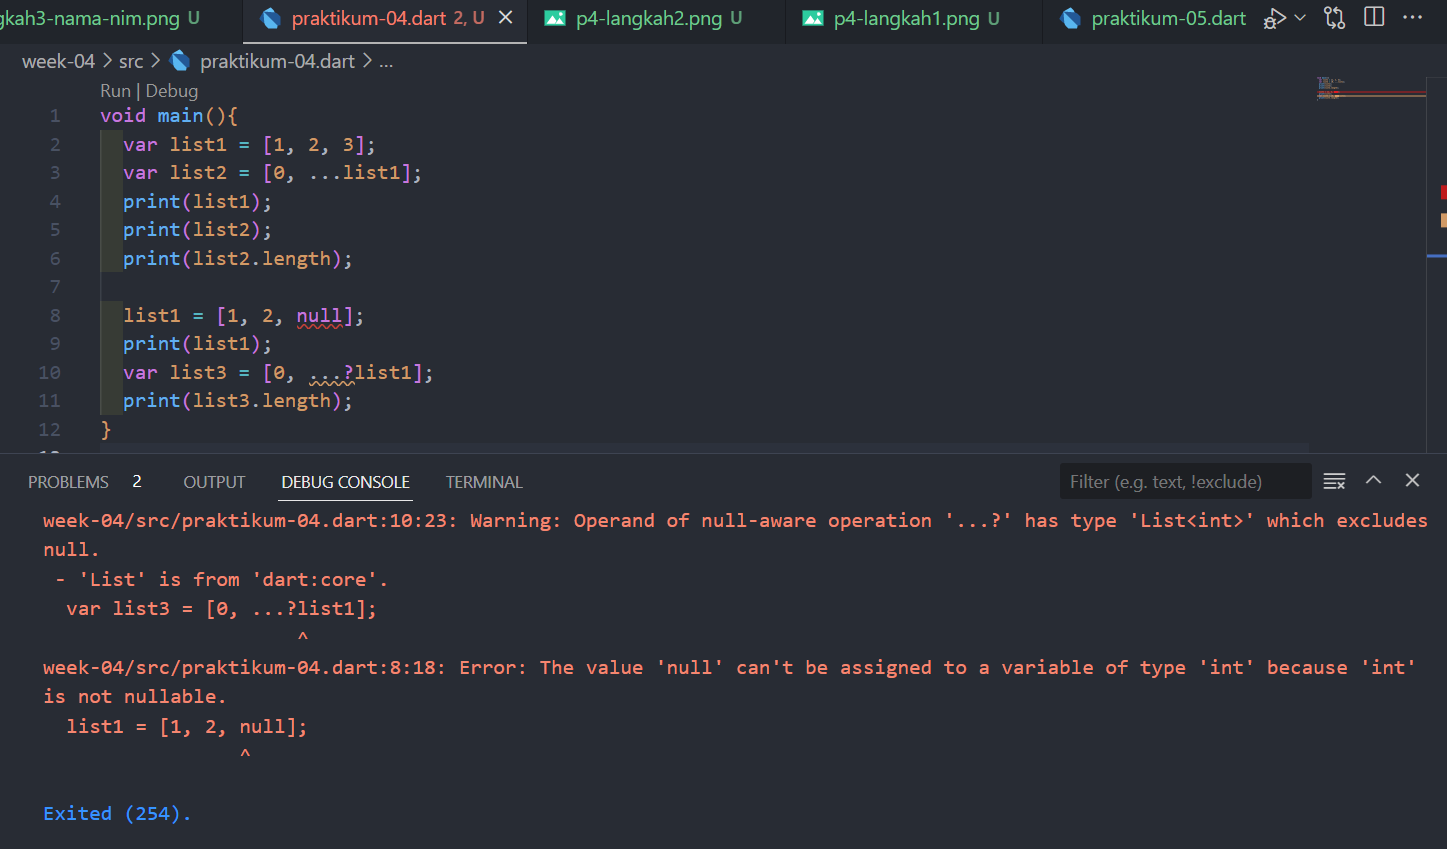 gkah3-nama-nim.png U praktikum-04.dart 2, U p4-langkah2.png U p4-langkah1.png U praktikum-05.dart
week-04 > src > praktikum-04.dart > ...
Run | Debug
1 void main(){
2 var list1 = [1, 2, 3];
3 var list2 = [0, ...list1];
4 print(list1);
5 print(list2);
6 print(list2.length);
7
8 list1 = [1, 2, null];
9 print(list1);
10 var list3 = [0, ...?list1];
11 print(list3.length);
12 }
PROBLEMS 2 OUTPUT DEBUG CONSOLE TERMINAL Filter (e.g. text, !exclude)
week-04/src/praktikum-04.dart:10:23: Warning: Operand of null-aware operation '...?' has type 'List<int>' which excludes
null.
- 'List' is from 'dart:core'.
var list3 = [0, ...?list1];
^
week-04/src/praktikum-04.dart:8:18: Error: The value 'null' can't be assigned to a variable of type 'int' because 'int'
is not nullable.
list1 = [1, 2, null];
^
Exited (254).